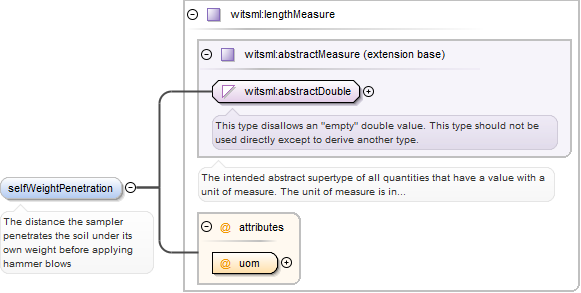 witsml:lengthMeasure
witsml:abstractMeasure (extension base)
witsml:abstractDouble
This type disallows an "empty" double value. This type should not be
used directly except to derive another type.
The intended abstract supertype of all quantities that have a value with a
unit of measure. The unit of measure is in...
selfWeightPenetration
The distance the sampler
penetrates the soil under its
own weight before applying
hammer blows
@ attributes
@ uom